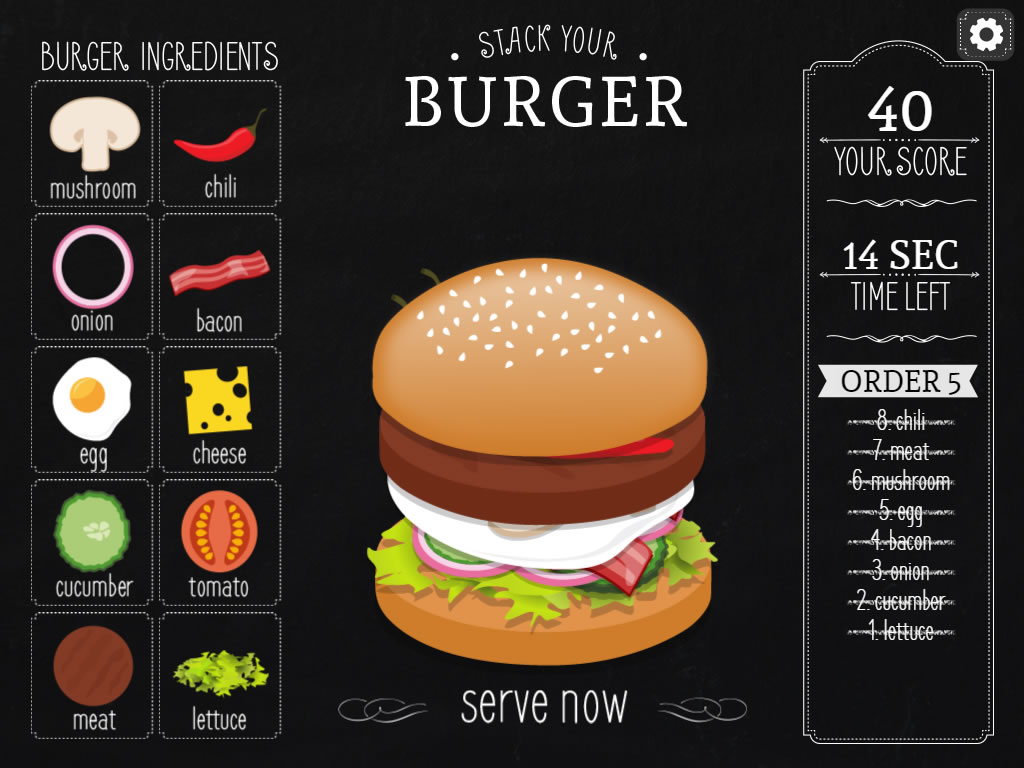 BURGER INGREDIENTS
mushroom
chili
onion
bacon
egg
cheese
cucumber
tomato
meat
lettuce
STACK YOUR
BURGER
serve now
40
YOUR SCORE
14 SEC
TIME LEFT
ORDER 5
8. chili
7. meat
6. mushroom
5. egg
4. bacon
3. onion
2. cucumber
1. lettuce